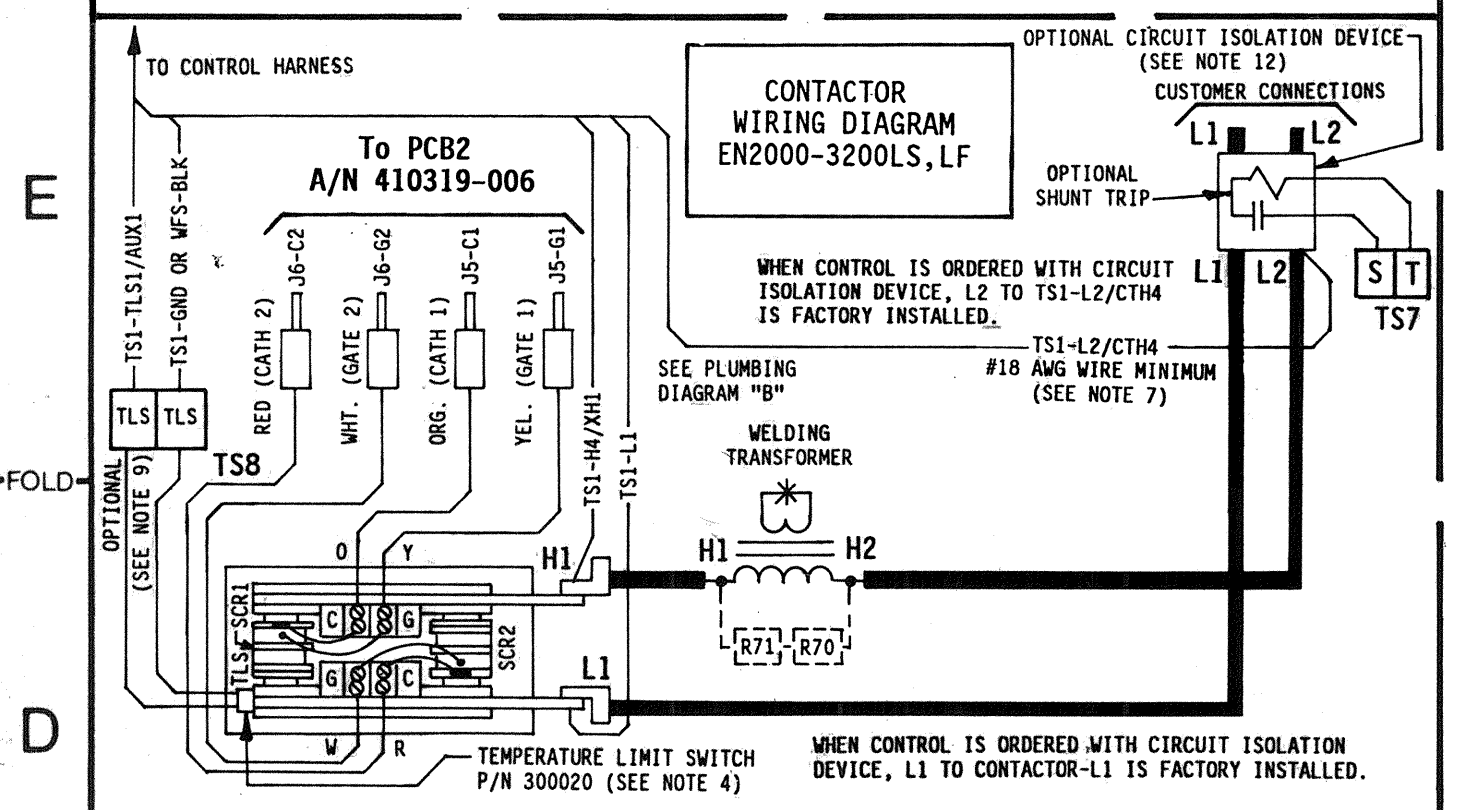 TO CONTROL HARNESS
CONTACTOR
WIRING DIAGRAM
EN2000-3200LS,LF
OPTIONAL CIRCUIT ISOLATION DEVICE
(SEE NOTE 12)
CUSTOMER CONNECTIONS
L1
L2
To PCB2
A/N 410319-006
OPTIONAL
SHUNT TRIP
E
TS1-TLS1/AUX1
TS1-GND OR WFS-BLK
J6-C2
J6-G2
J5-C1
J5-G1
RED (CATH 2)
WHT. (GATE 2)
ORG. (CATH 1)
YEL. (GATE 1)
WHEN CONTROL IS ORDERED WITH CIRCUIT
ISOLATION DEVICE, L2 TO TS1-L2/CTH4
IS FACTORY INSTALLED.
L1
L2
S
T
TS7
TS1-L2/CTH4
#18 AWG WIRE MINIMUM
(SEE NOTE 7)
SEE PLUMBING
DIAGRAM "B"
TLS
TLS
TS8
TS1-H4/XH1
TS1-L1
WELDING
TRANSFORMER
FOLD
OPTIONAL
(SEE NOTE 9)
O
Y
H1
H1
H2
SCR1
C
G
R71
R70
TLS
G
C
SCR2
L1
D
W
R
TEMPERATURE LIMIT SWITCH
P/N 300020 (SEE NOTE 4)
WHEN CONTROL IS ORDERED WITH CIRCUIT ISOLATION
DEVICE, L1 TO CONTACTOR-L1 IS FACTORY INSTALLED.